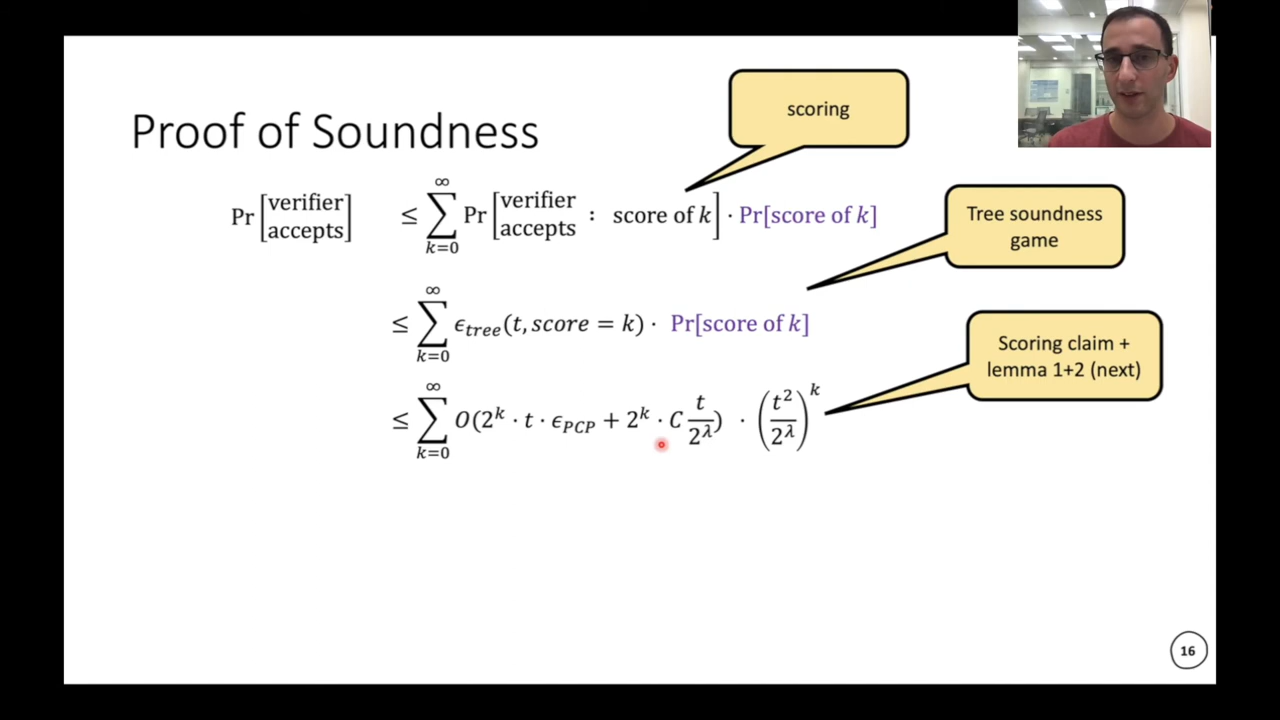 scoring
Proof of Soundness
Pr[verifier accepts] ≤ ∑_{k=0}^{∞} Pr[verifier accepts : score of k] · Pr[score of k]
Tree soundness
game
≤ ∑_{k=0}^{∞} ϵ_{tree}(t, score = k) · Pr[score of k]
Scoring claim +
lemma 1+2 (next)
≤ ∑_{k=0}^{∞} O(2^k · t · ϵ_{PCP} + 2^k · C t/2^λ) · (t^2/2^λ)^k
16